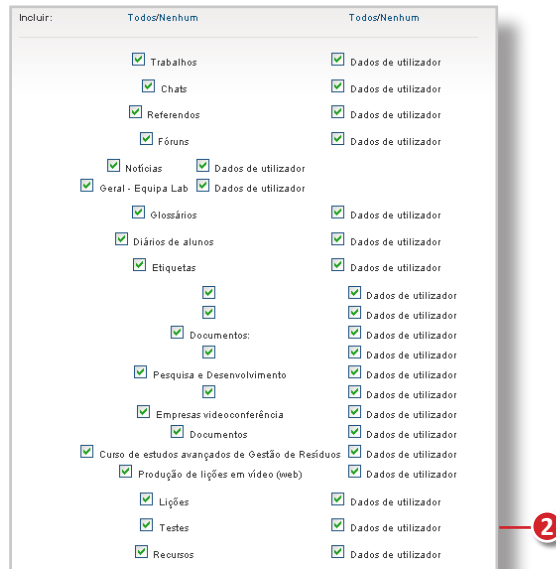 Incluir: Todos/Nenhum Todos/Nenhum
Trabalhos Dados de utilizador
Chats Dados de utilizador
Referendos Dados de utilizador
Fóruns Dados de utilizador
Notícias Dados de utilizador
Geral - Equipa Lab Dados de utilizador
Glossários Dados de utilizador
Diários de alunos Dados de utilizador
Etiquetas Dados de utilizador
Dados de utilizador
Dados de utilizador
Documentos: Dados de utilizador
Dados de utilizador
Pesquisa e Desenvolvimento Dados de utilizador
Dados de utilizador
Empresas videoconferência Dados de utilizador
Documentos Dados de utilizador
Curso de estudos avançados de Gestão de Resíduos Dados de utilizador
Produção de lições em vídeo (web) Dados de utilizador
Lições Dados de utilizador
Testes Dados de utilizador 2
Recursos Dados de utilizador